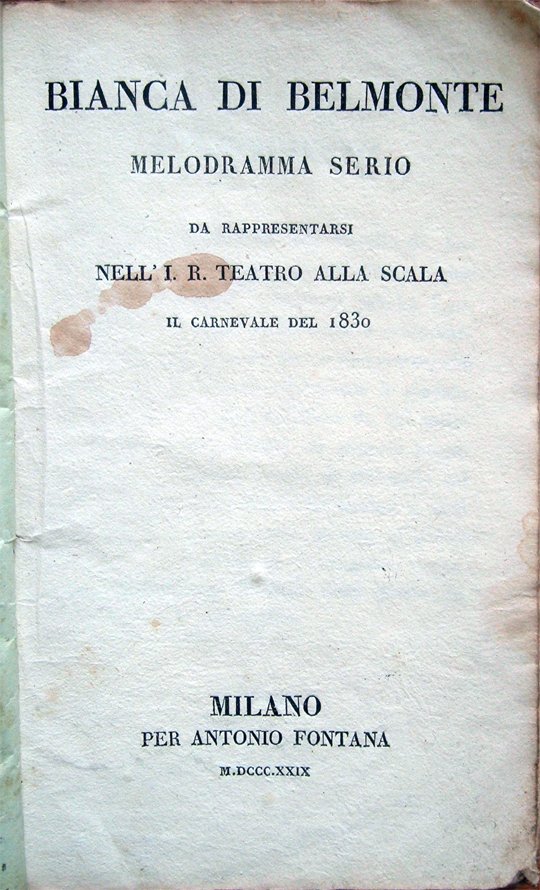 BIANCA DI BELMONTE
MELODRAMMA SERIO
DA RAPPRESENTARSI
NELL' I. R. TEATRO ALLA SCALA
IL CARNEVALE DEL 1830
MILANO
PER ANTONIO FONTANA
M.DCCC.XXIX